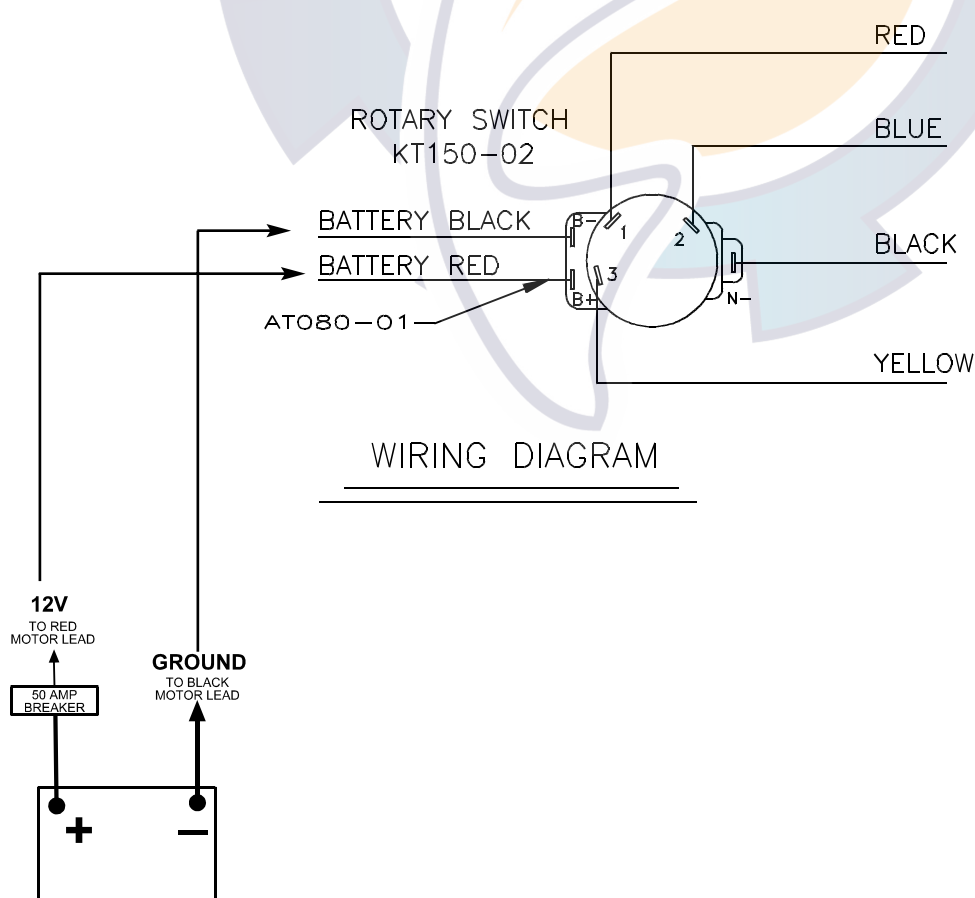 RED
ROTARY SWITCH
KT150-02
BLUE
BATTERY BLACK
B-
1
2
BLACK
BATTERY RED
3
B+
N-
AT080-01
YELLOW
WIRING DIAGRAM
12V
TO RED
MOTOR LEAD
GROUND
TO BLACK
MOTOR LEAD
50 AMP
BREAKER
+
-